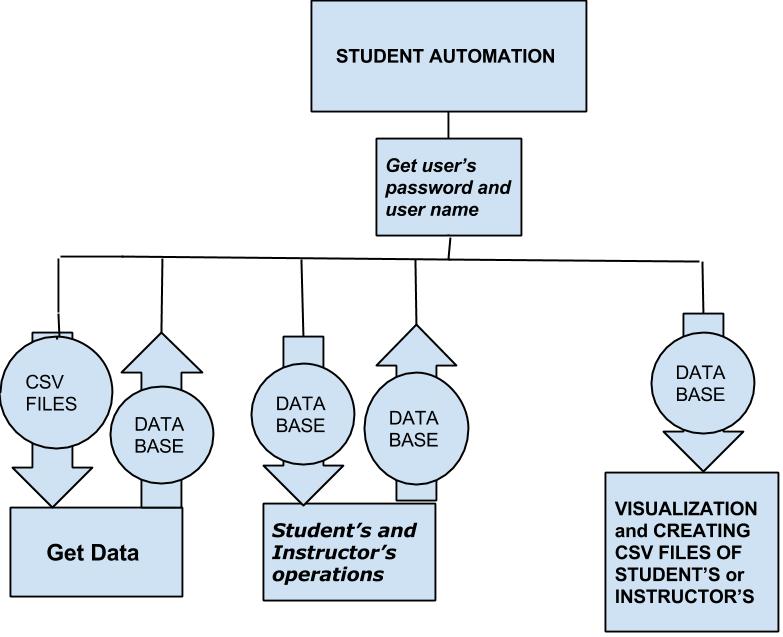 STUDENT AUTOMATION
Get user's
password and
user name
CSV
FILES
DATA
BASE
DATA
BASE
DATA
BASE
DATA
BASE
Get Data
Student's and
Instructor's
operations
VISUALIZATION
and CREATING
CSV FILES OF
STUDENT'S or
INSTRUCTOR'S